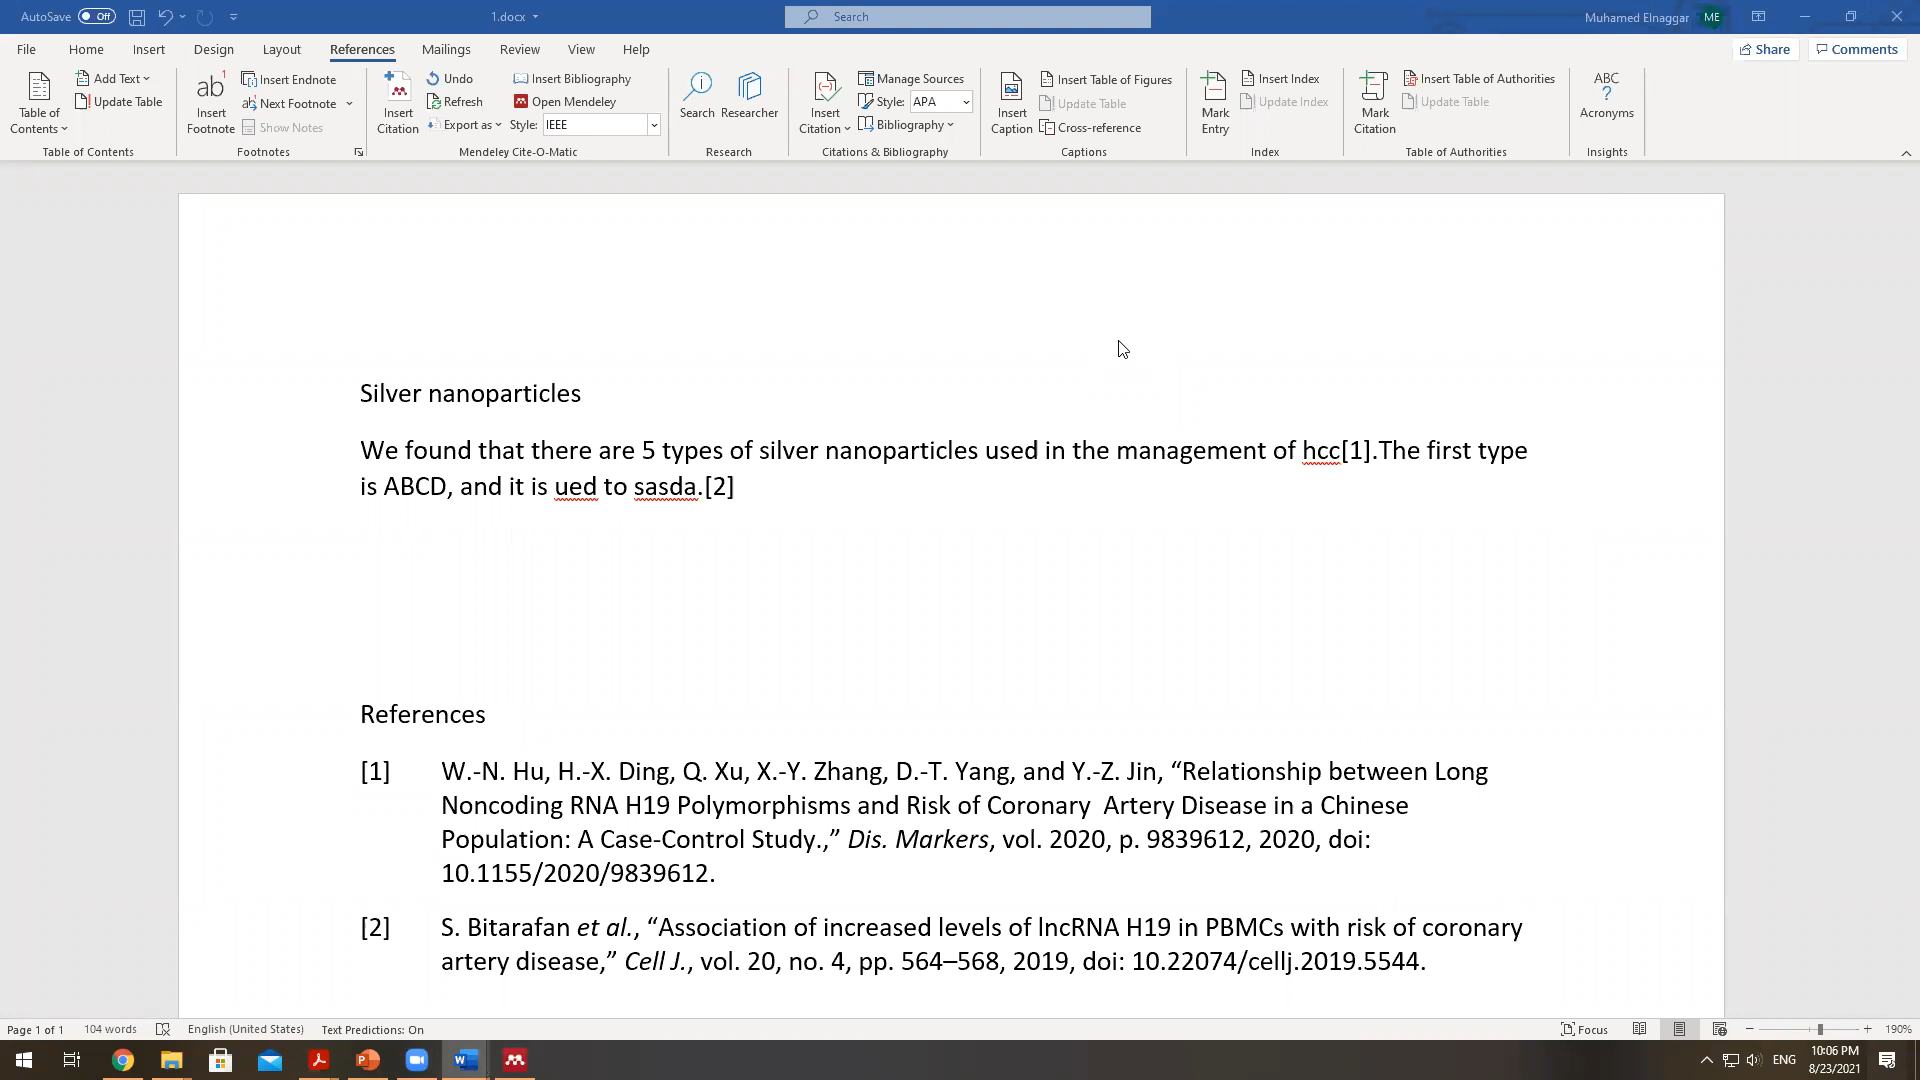 AutoSave Off 1.docx Search Muhamed Elnaggar ME
File Home Insert Design Layout References Mailings Review View Help Share Comments
Table of Contents Add Text Update Table Table of Contents
ab 1 Insert Footnote Insert Endnote Next Footnote Show Notes Footnotes
Insert Citation Undo Refresh Export as Insert Bibliography Open Mendeley Style: IEEE Mendeley Cite-O-Matic
Search Researcher Research
Insert Citation Manage Sources Style: APA Bibliography Citations & Bibliography
Insert Caption Insert Table of Figures Update Table Cross-reference Captions
Mark Entry Insert Index Update Index Index
Mark Citation Insert Table of Authorities Update Table Table of Authorities
ABC ? Acronyms Insights
Silver nanoparticles
We found that there are 5 types of silver nanoparticles used in the management of hcc[1].The first type
is ABCD, and it is ued to sasda.[2]
References
[1] W.-N. Hu, H.-X. Ding, Q. Xu, X.-Y. Zhang, D.-T. Yang, and Y.-Z. Jin, “Relationship between Long
Noncoding RNA H19 Polymorphisms and Risk of Coronary Artery Disease in a Chinese
Population: A Case-Control Study.,” Dis. Markers, vol. 2020, p. 9839612, 2020, doi:
10.1155/2020/9839612.
[2] S. Bitarafan et al., “Association of increased levels of lncRNA H19 in PBMCs with risk of coronary
artery disease,” Cell J., vol. 20, no. 4, pp. 564–568, 2019, doi: 10.22074/cellj.2019.5544.
Page 1 of 1 104 words English (United States) Text Predictions: On Focus 190%
ENG 10:06 PM
8/23/2021